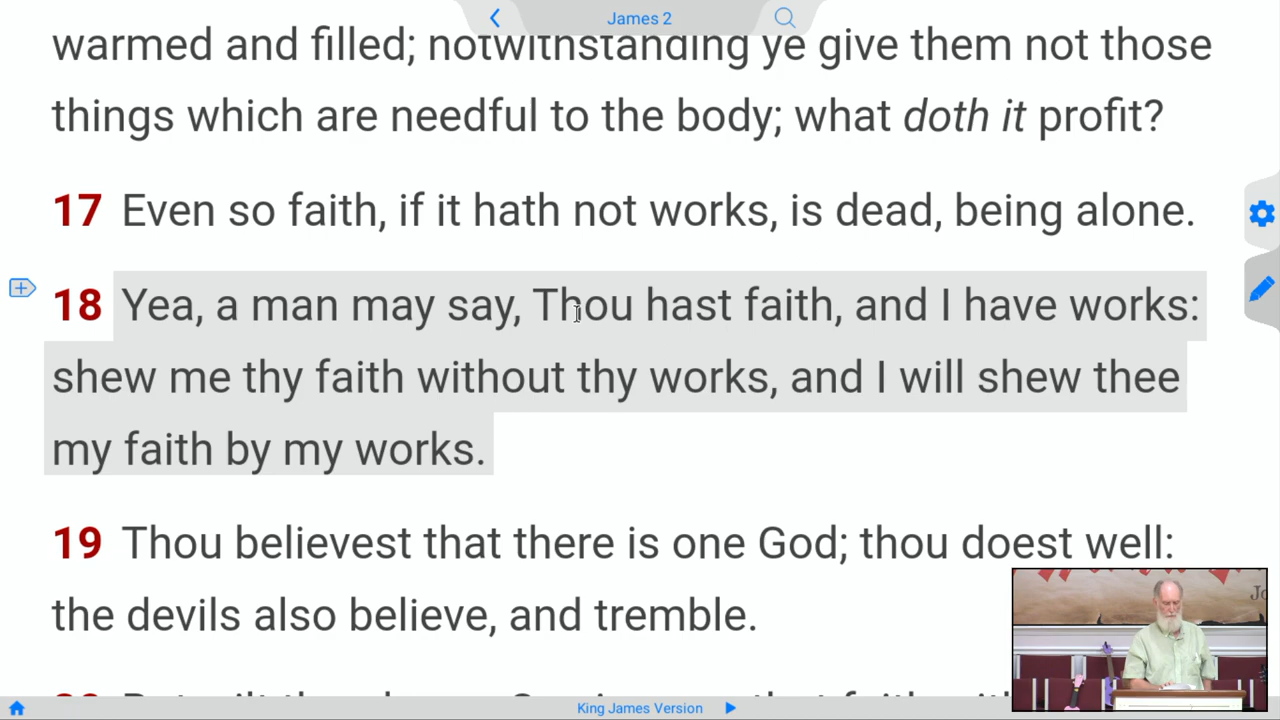 James 2
warmed and filled; notwithstanding ye give them not those
things which are needful to the body; what doth it profit?
17 Even so faith, if it hath not works, is dead, being alone.
18 Yea, a man may say, Thou hast faith, and I have works:
shew me thy faith without thy works, and I will shew thee
my faith by my works.
19 Thou believest that there is one God; thou doest well:
the devils also believe, and tremble.
King James Version